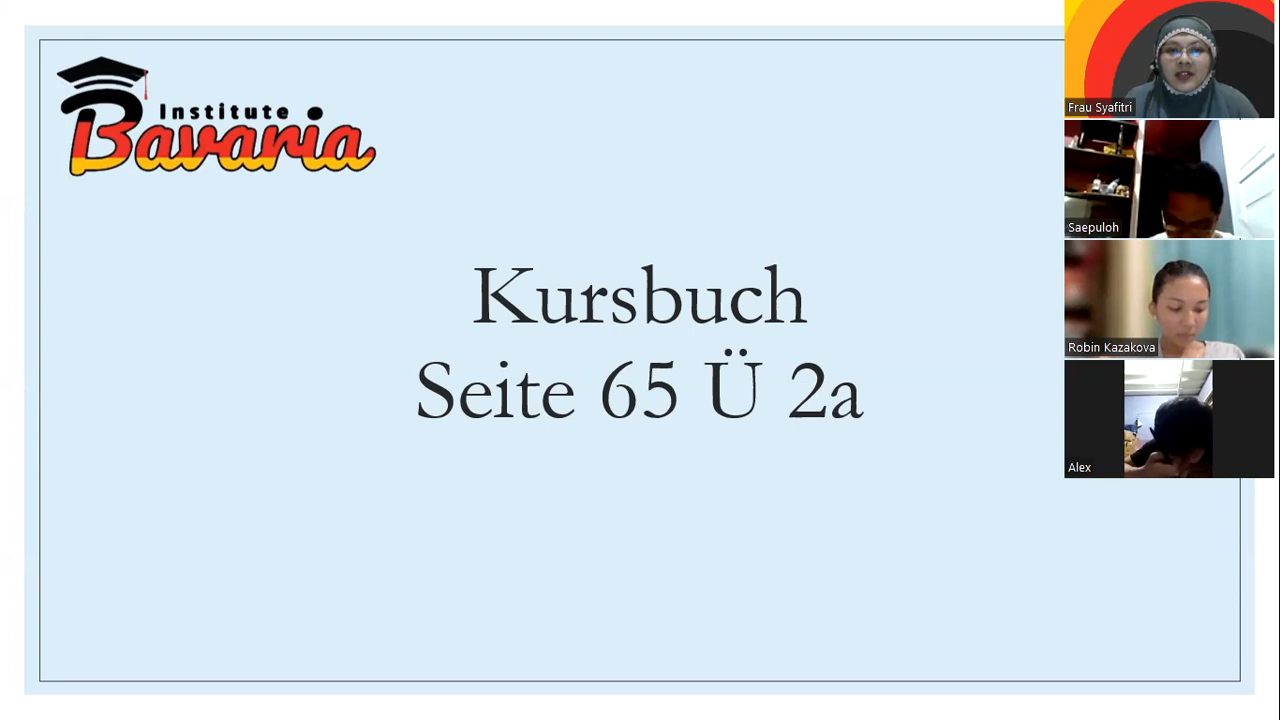 Institute
Bavaria
Kursbuch
Seite 65 Ü 2a
Frau Syafitri
Saepuloh
Robin Kazakova
Alex